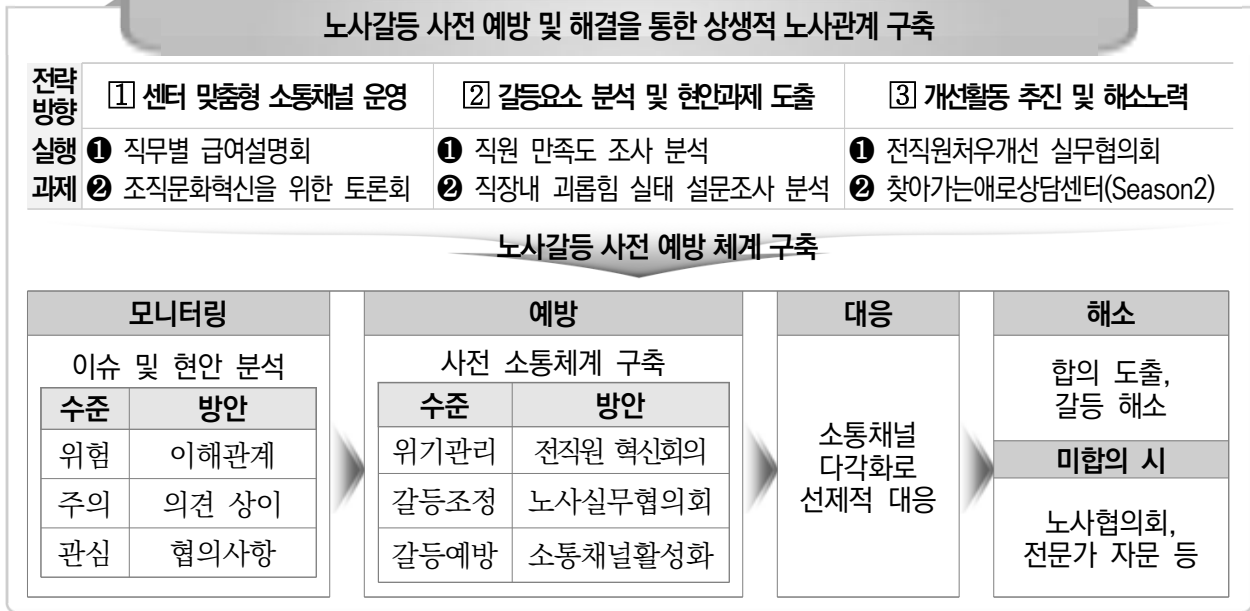 노사갈등 사전 예방 및 해결을 통한 상생적 노사관계 구축
전략 방향
1 센터 맞춤형 소통채널 운영
2 갈등요소 분석 및 현안과제 도출
3 개선활동 추진 및 해소노력
실행 과제
❶ 직무별 급여설명회
❷ 조직문화혁신을 위한 토론회
❶ 직원 만족도 조사 분석
❷ 직장내 괴롭힘 실태 설문조사 분석
❶ 전직원처우개선 실무협의회
❷ 찾아가는애로상담센터(Season2)
노사갈등 사전 예방 체계 구축
모니터링
이슈 및 현안 분석
수준 방안
위험 이해관계
주의 의견 상이
관심 협의사항
예방
사전 소통체계 구축
수준 방안
위기관리 전직원 혁신회의
갈등조정 노사실무협의회
갈등예방 소통채널활성화
대응
소통채널
다각화로
선제적 대응
해소
합의 도출,
갈등 해소
미합의 시
노사협의회,
전문가 자문 등